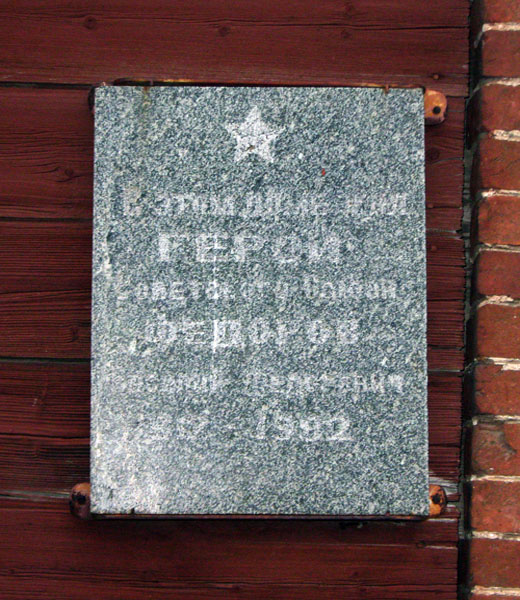 В этом доме жил
ГЕРОЙ
Советского Союза
ФЕДОРОВ
- 1992